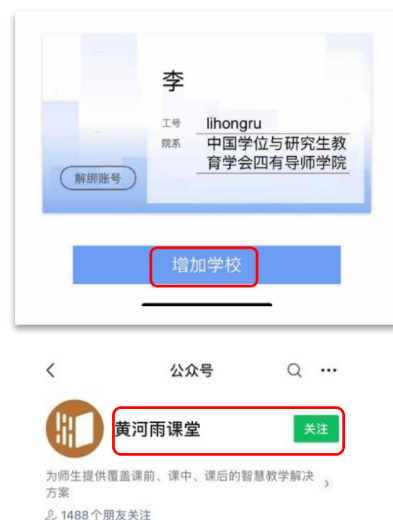 李
工号 lihongru
院系 中国学位与研究生教
育学会四有导师学院
解绑账号
增加学校
公众号
黄河雨课堂 关注
为师生提供覆盖课前、课中、课后的智慧教学解决
方案
1488个朋友关注